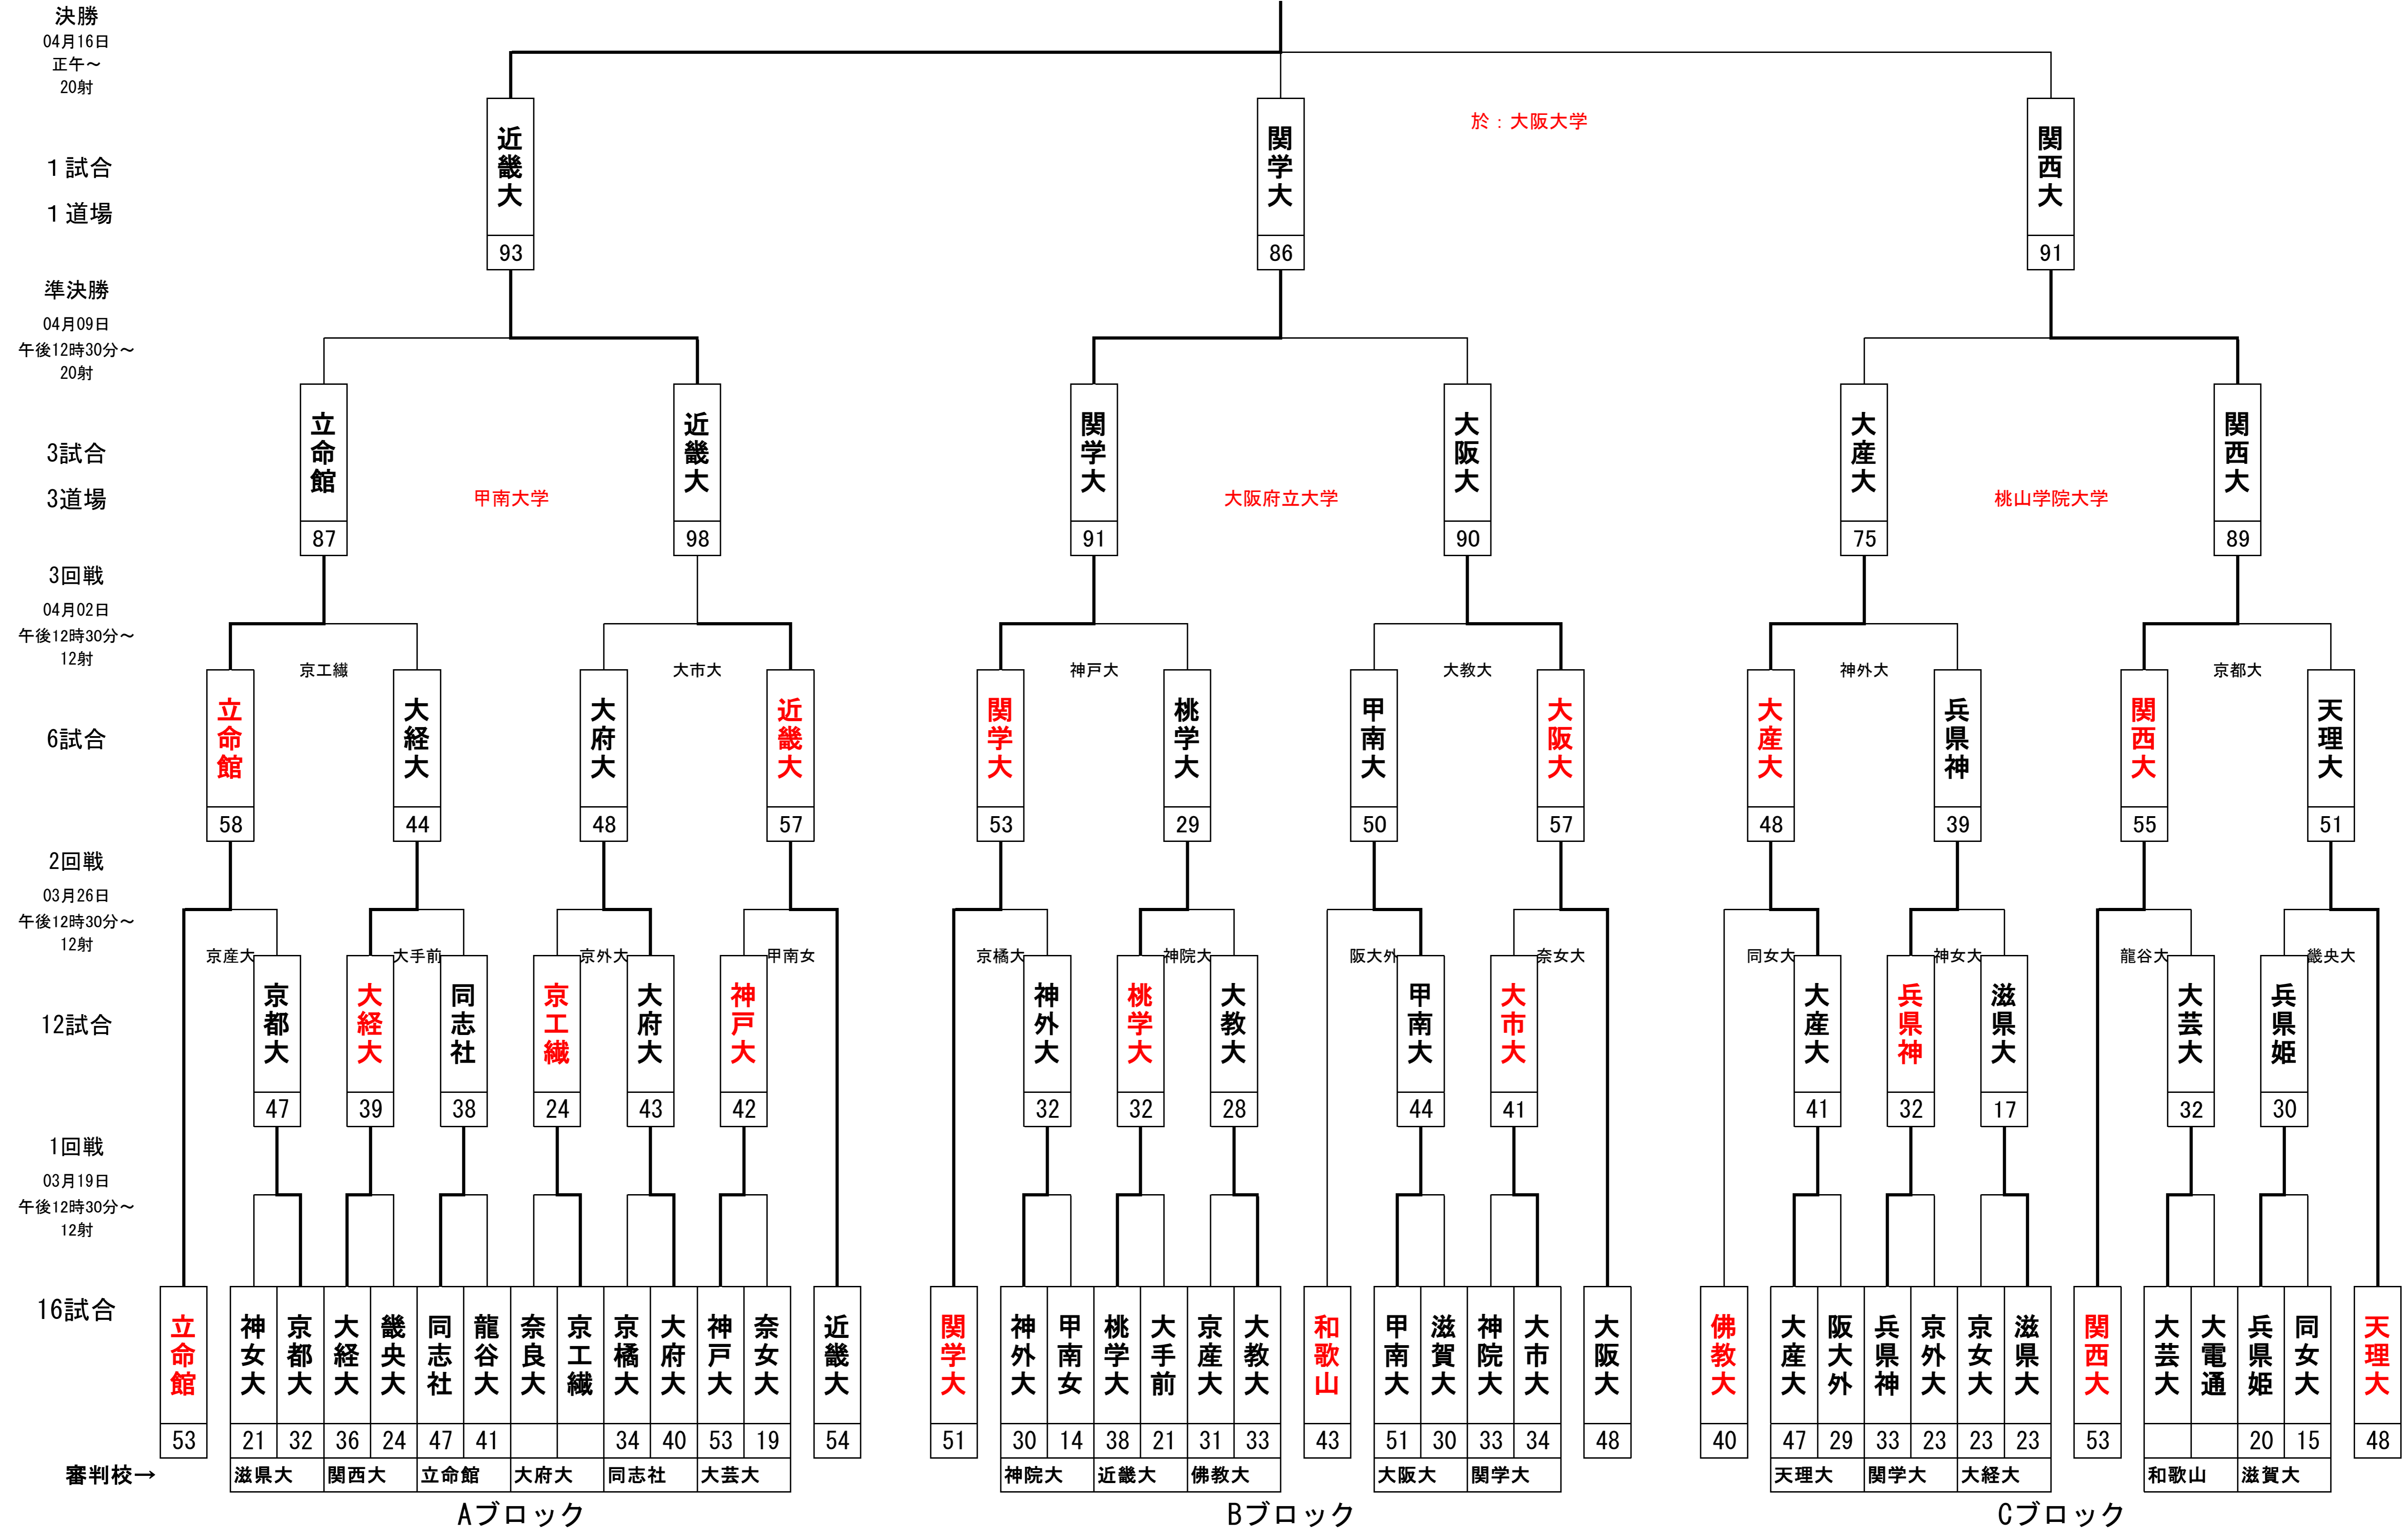 決勝
04月16日
正午～
20射
於：大阪大学
1試合
1道場
近畿大 関学大 関西大
93 86 91
準決勝
04月09日
午後12時30分～
20射
3試合
3道場
立命館 近畿大 関学大 大阪大 大産大 関西大
甲南大学 大阪府立大学 桃山学院大学
87 98 91 90 75 89
3回戦
04月02日
午後12時30分～
12射
京工繊 大市大 神戸大 大教大 神外大 京都大
6試合
立命館 大経大 大府大 近畿大 関学大 桃学大 甲南大 大阪大 大産大 兵県神 関西大 天理大
58 44 48 57 53 29 50 57 48 39 55 51
2回戦
03月26日
午後12時30分～
12射
京産大 大手前 京外大 甲南女 京橘大 神院大 阪大外 奈女大 同女大 神女大 龍谷大 畿央大
12試合
京都大 大経大 同志社 京工繊 大府大 神戸大 神外大 桃学大 大教大 甲南大 大市大 大産大 兵県神 滋県大 大芸大 兵県姫
47 39 38 24 43 42 32 32 28 44 41 41 32 17 32 30
1回戦
03月19日
午後12時30分～
12射
16試合
立命館 神女大 京都大 大経大 畿央大 同志社 龍谷大 奈良大 京工繊 京橘大 大府大 神戸大 奈女大 近畿大 関学大 神外大 甲南女 桃学大 大手前 京産大 大教大 和歌山 甲南大 滋賀大 神院大 大市大 大阪大 佛教大 大産大 阪大外 兵県神 京外大 京女大 滋県大 関西大 大芸大 大電通 兵県姫 同女大 天理大
53 21 32 36 24 47 41 34 40 53 19 54 51 30 14 38 21 31 33 43 51 30 33 34 48 40 47 29 33 23 23 23 53 20 15 48
審判校→ 滋県大 関西大 立命館 大府大 同志社 大芸大 神院大 近畿大 佛教大 大阪大 関学大 天理大 関学大 大経大 和歌山 滋賀大
Aブロック Bブロック Cブロック